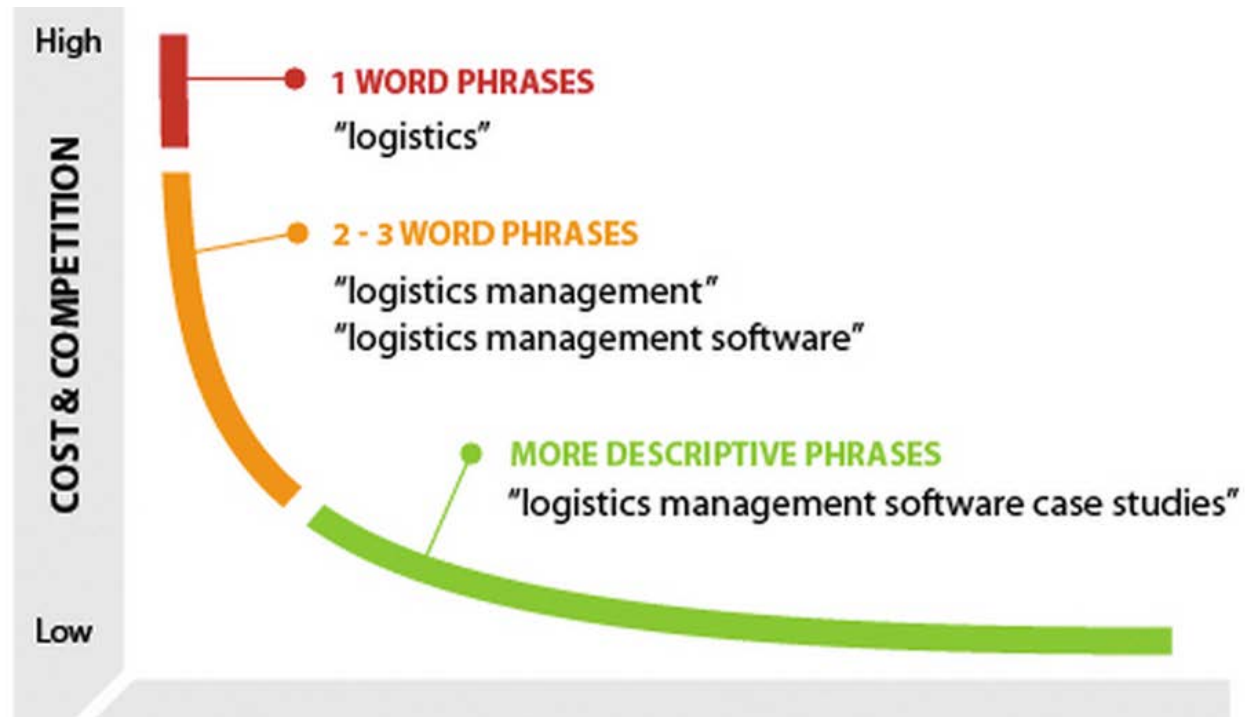 High
1 WORD PHRASES
“logistics”
COST & COMPETITION
2 - 3 WORD PHRASES
“logistics management”
“logistics management software”
MORE DESCRIPTIVE PHRASES
“logistics management software case studies”
Low